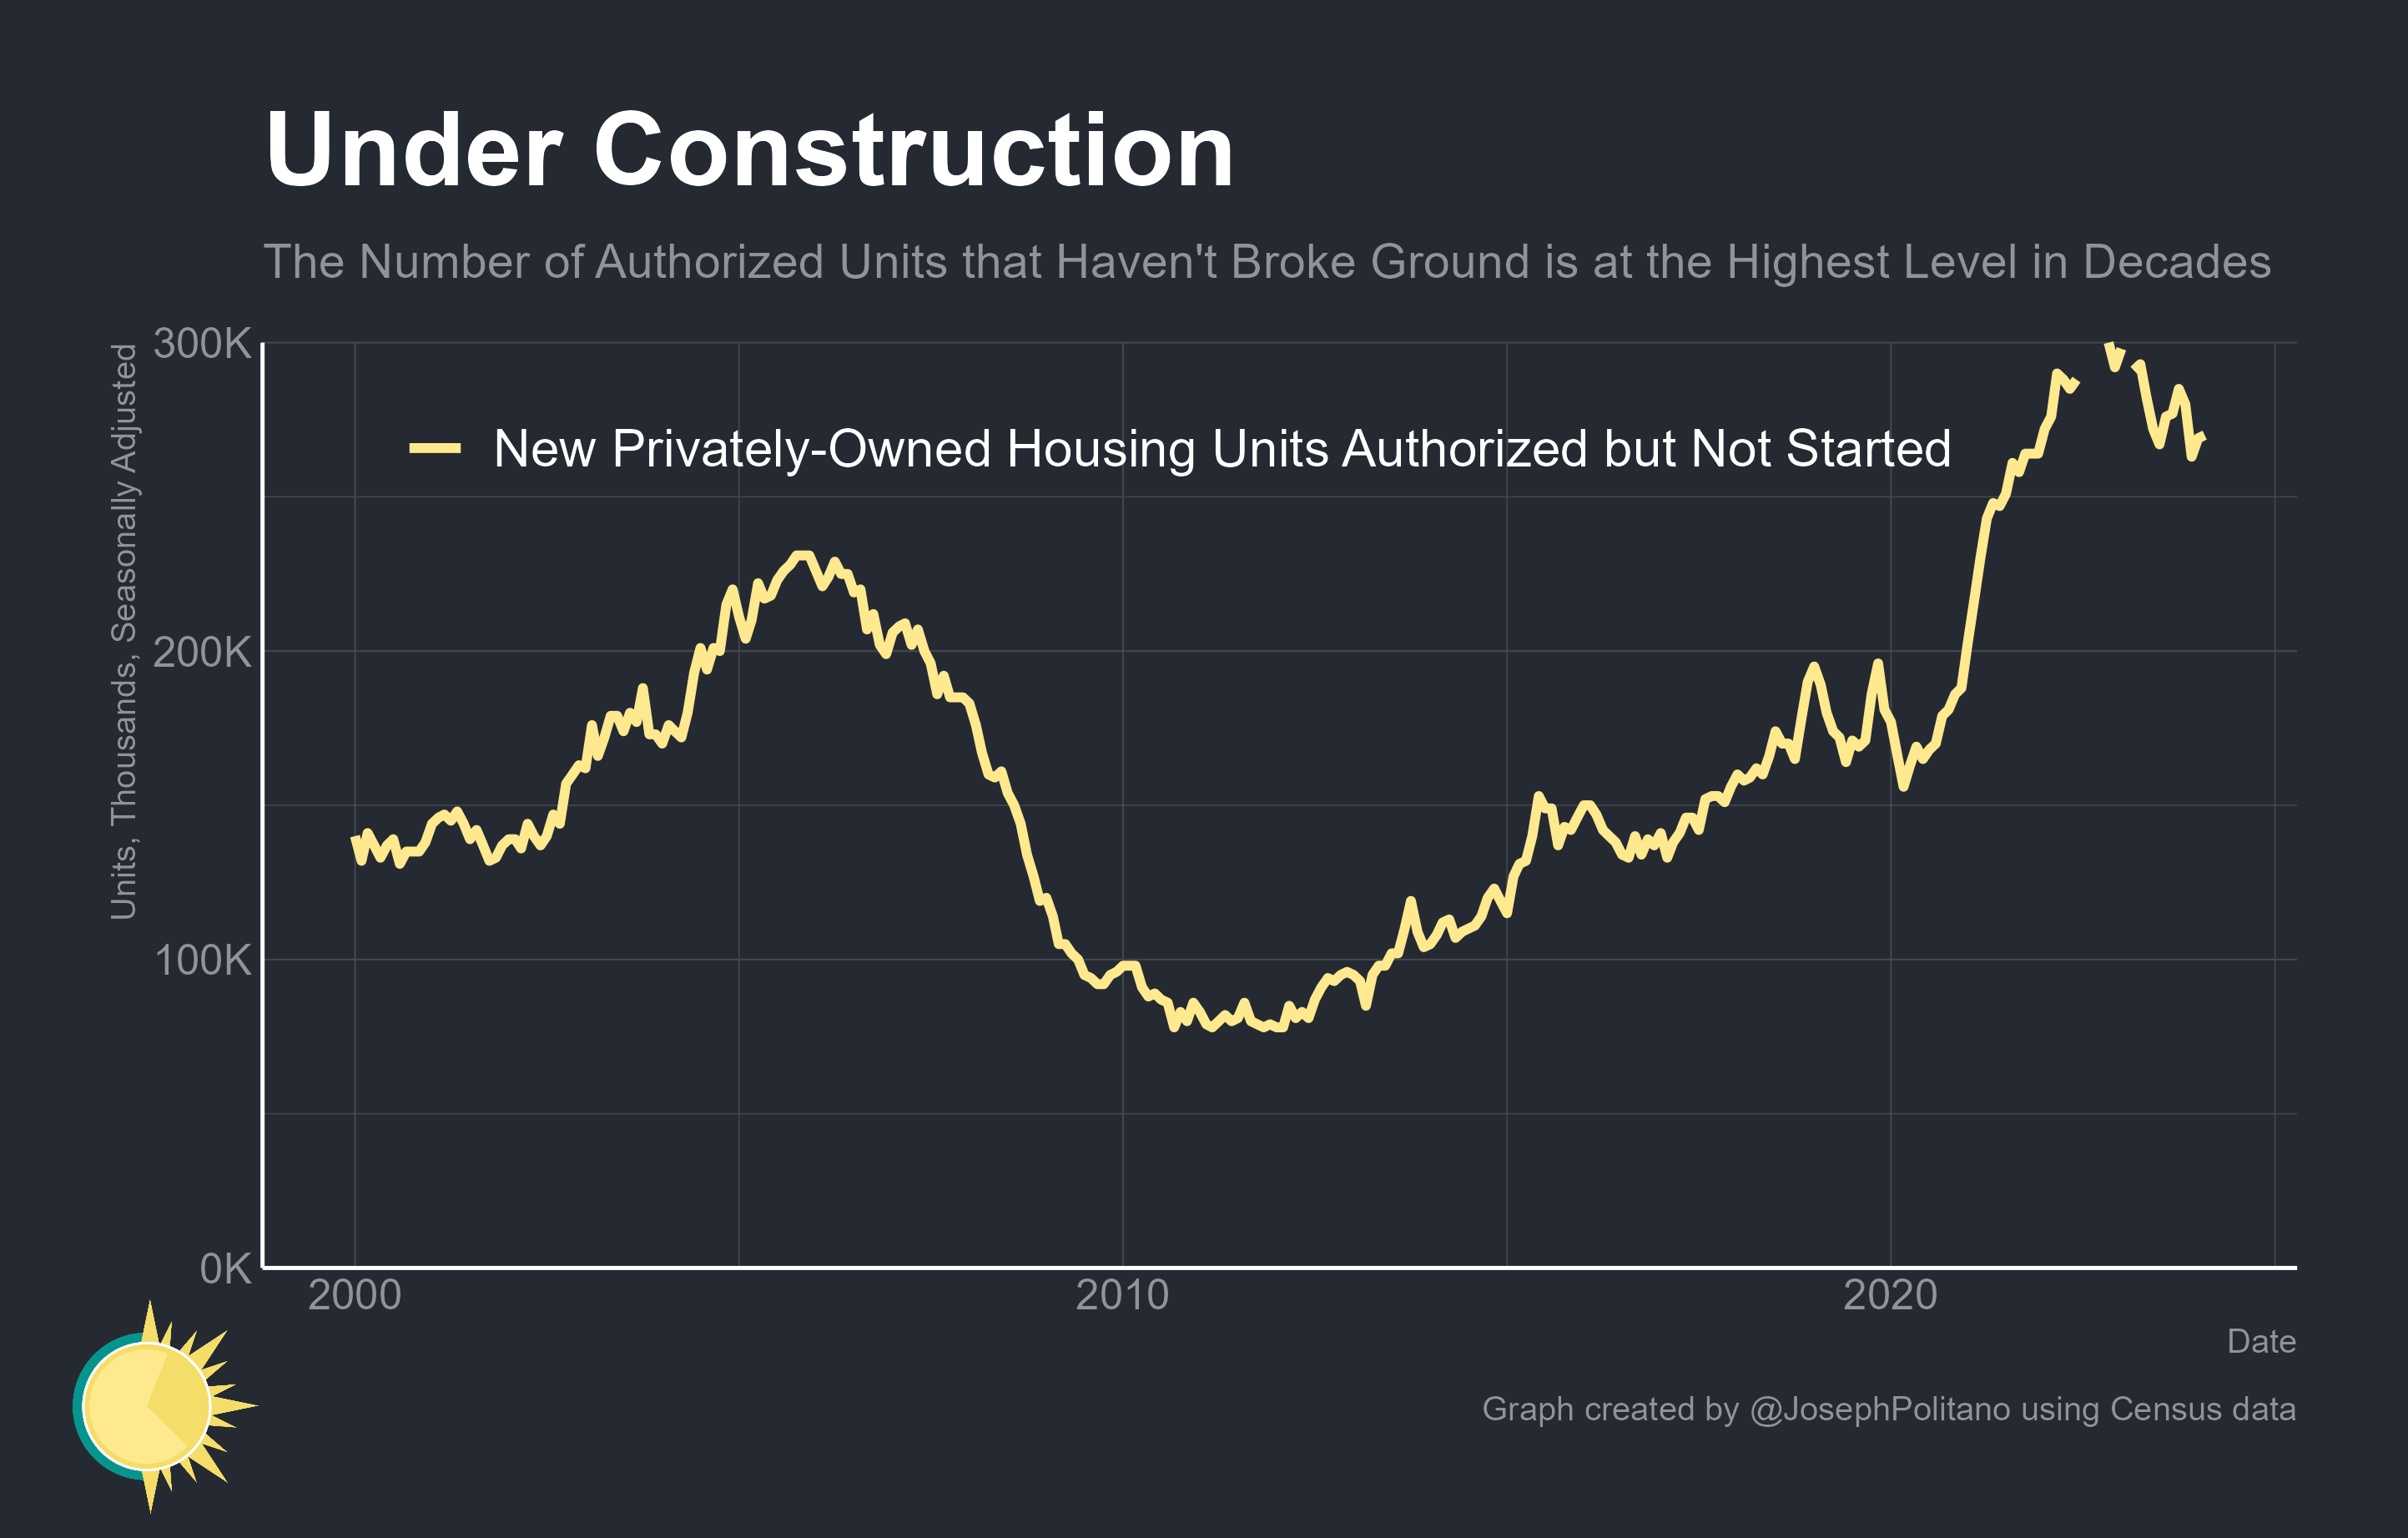 Under Construction
The Number of Authorized Units that Haven't Broke Ground is at the Highest Level in Decades
Units, Thousands, Seasonally Adjusted
300K
200K
100K
0K
New Privately-Owned Housing Units Authorized but Not Started
2000
2010
2020
Date
Graph created by @JosephPolitano using Census data